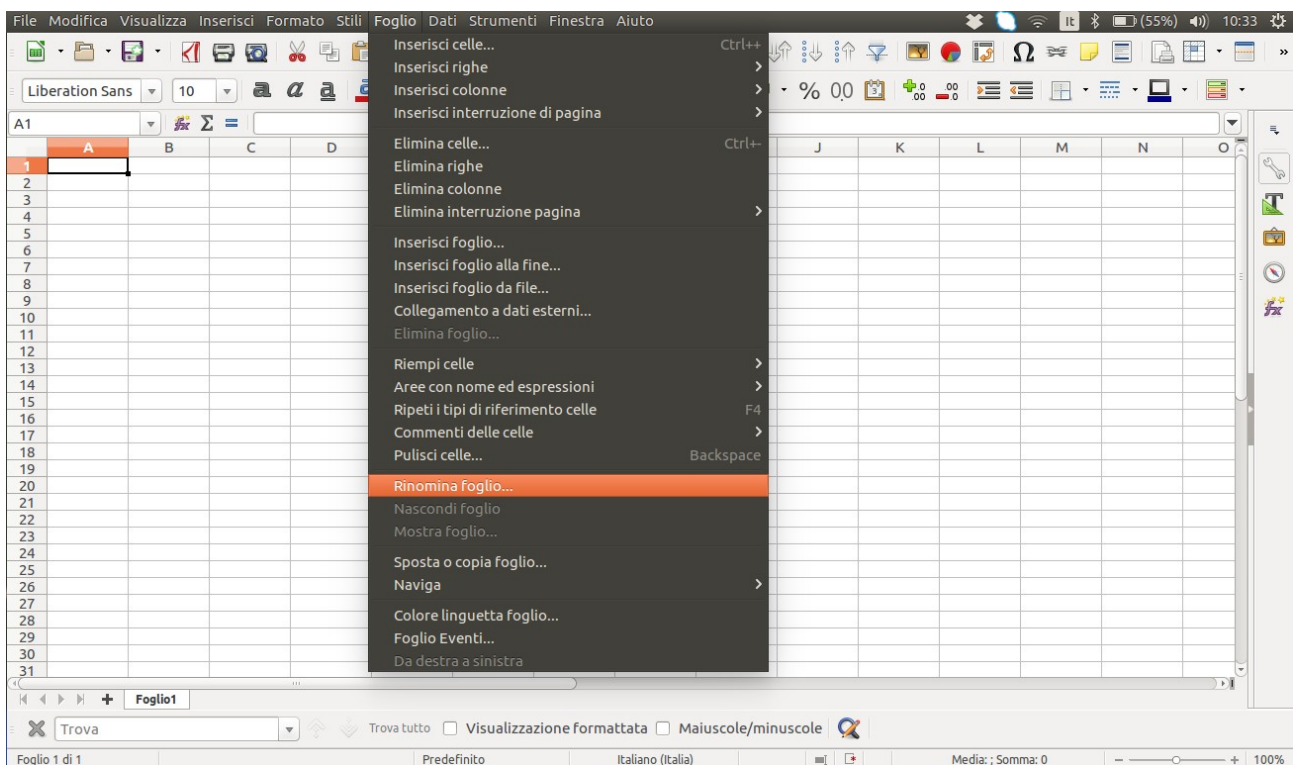 File Modifica Visualizza Inserisci Formato Stili Foglio Dati Strumenti Finestra Aiuto It (55%) 10:33
Liberation Sans 10 a a a % 0.0
A1 fx Σ =
A B C D J K L M N O
1
2
3
4
5
6
7
8
9
10
11
12
13
14
15
16
17
18
19
20
21
22
23
24
25
26
27
28
29
30
31
Inserisci celle... Ctrl++
Inserisci righe
Inserisci colonne
Inserisci interruzione di pagina
Elimina celle... Ctrl+-
Elimina righe
Elimina colonne
Elimina interruzione pagina
Inserisci foglio...
Inserisci foglio alla fine...
Inserisci foglio da file...
Collegamento a dati esterni...
Elimina foglio...
Riempi celle
Aree con nome ed espressioni
Ripeti i tipi di riferimento celle F4
Commenti delle celle
Pulisci celle... Backspace
Rinomina foglio...
Nascondi foglio
Mostra foglio...
Sposta o copia foglio...
Naviga
Colore linguetta foglio...
Foglio Eventi...
Da destra a sinistra
Foglio1
Trova Trova tutto Visualizzazione formattata Maiuscole/minuscole
Foglio 1 di 1 Predefinito Italiano (Italia) Media: ; Somma: 0 100%